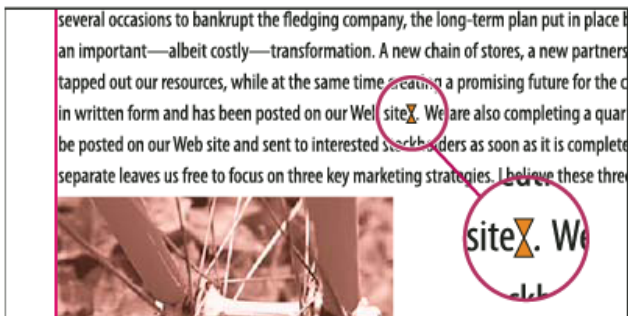 several occasions to bankrupt the fledging company, the long-term plan put in place
an important—albeit costly—transformation. A new chain of stores, a new partners
tapped out our resources, while at the same time creating a promising future for the
in written form and has been posted on our Web site. We are also completing a quar
be posted on our Web site and sent to interested stockholders as soon as it is complete
separate leaves us free to focus on three key marketing strategies. I believe these three
site. We